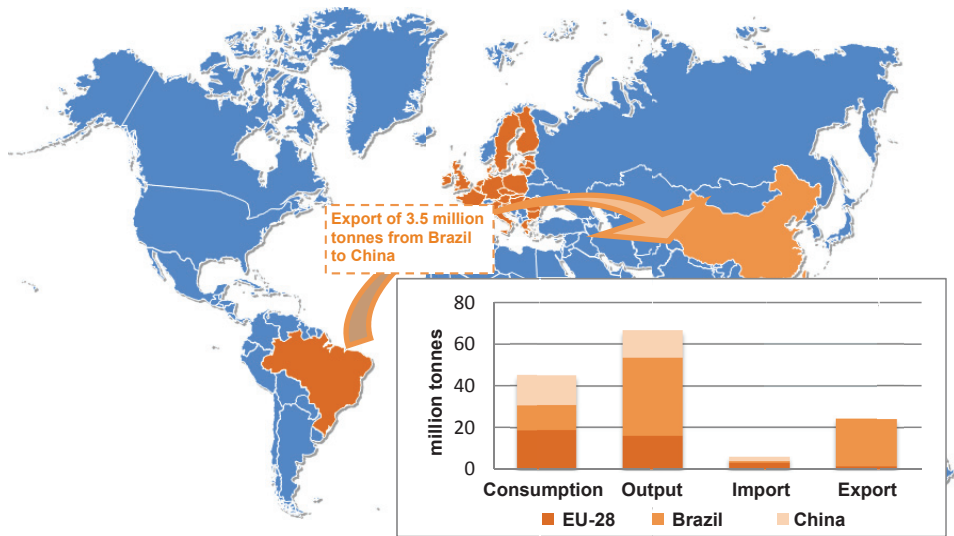 Export of 3.5 million
tonnes from Brazil
to China
million tonnes
80
60
40
20
0
Consumption Output Import Export
EU-28 Brazil China